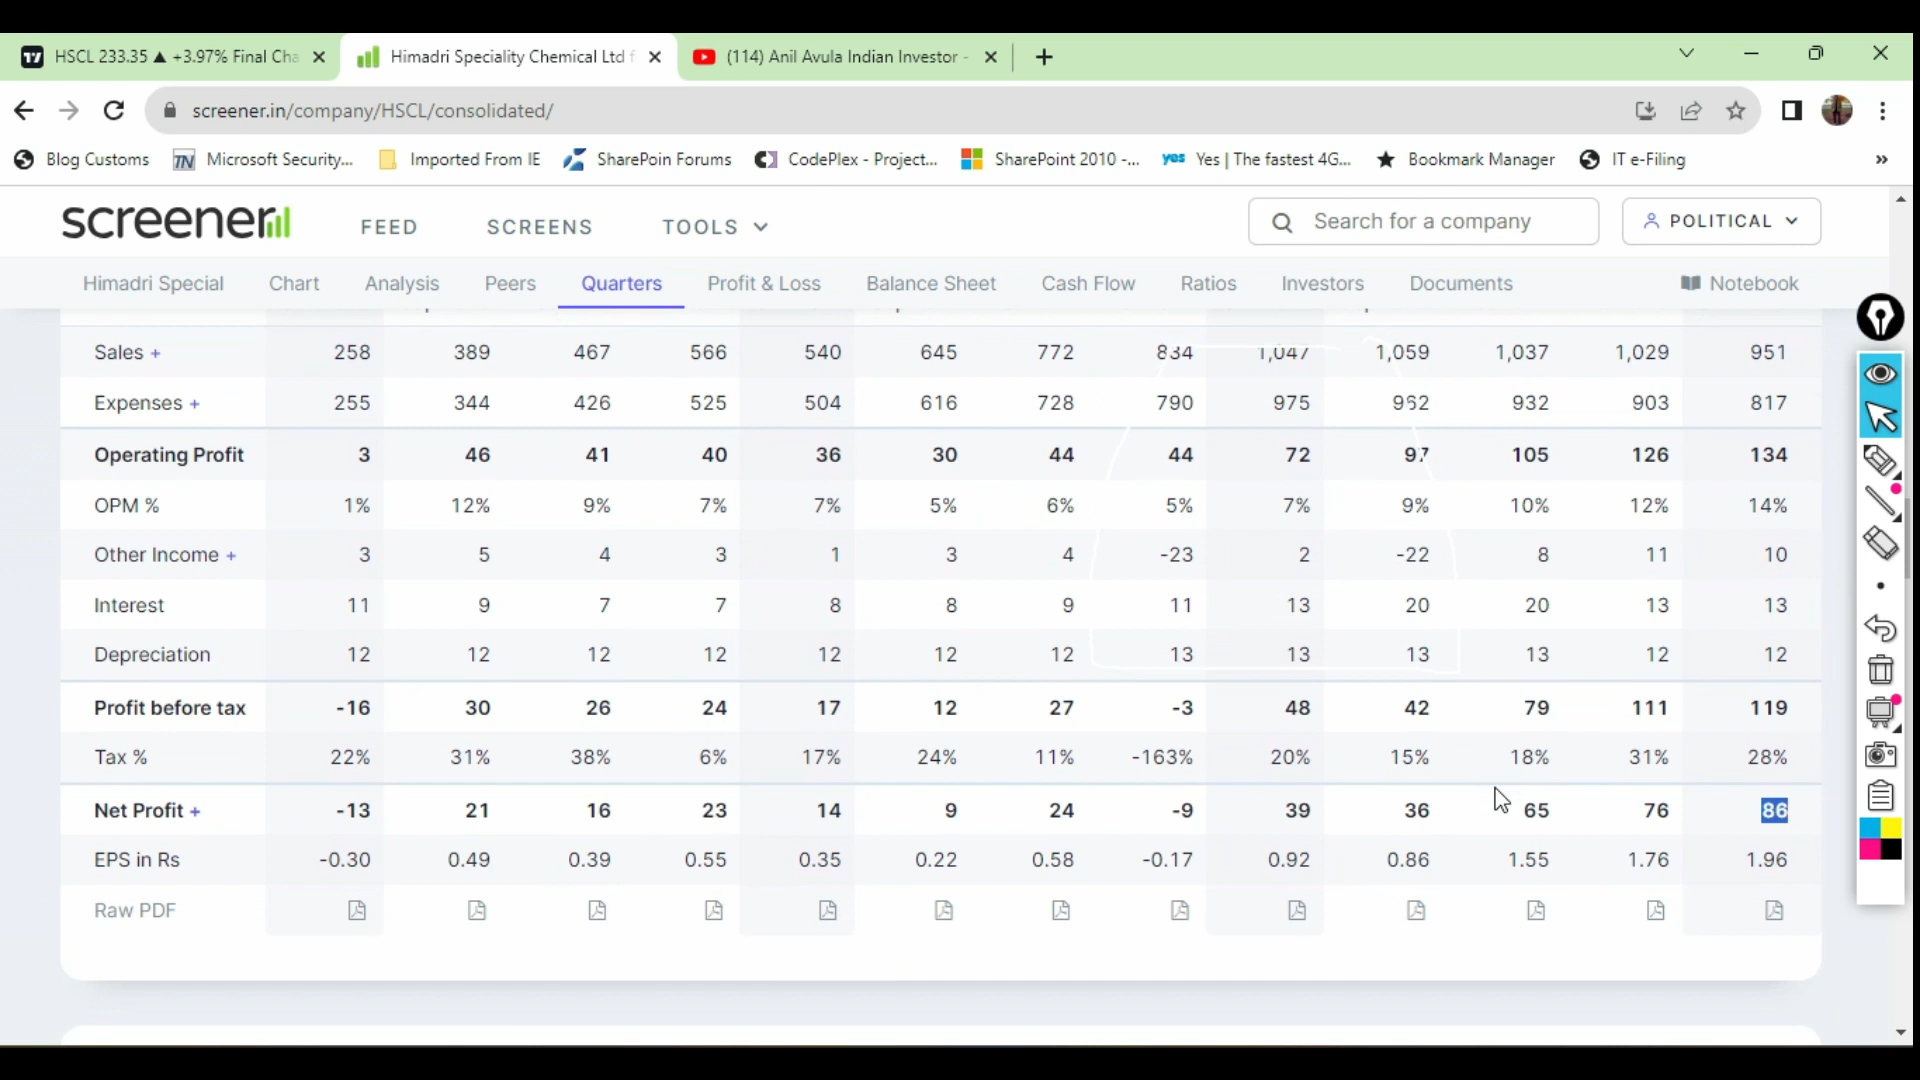 HSCL 233.35 ▲ +3.97% Final Cha
Himadri Speciality Chemical Ltd f
(114) Anil Avula Indian Investor -
screener.in/company/HSCL/consolidated/
Blog Customs
Microsoft Security...
Imported From IE
SharePoin Forums
CodePlex - Project...
SharePoint 2010 -...
yes Yes | The fastest 4G...
Bookmark Manager
IT e-Filing
»
screener FEED SCREENS TOOLS Search for a company POLITICAL
Himadri Special Chart Analysis Peers Quarters Profit & Loss Balance Sheet Cash Flow Ratios Investors Documents Notebook
Sales + 258 389 467 566 540 645 772 834 1,047 1,059 1,037 1,029 951
Expenses + 255 344 426 525 504 616 728 790 975 962 932 903 817
Operating Profit 3 46 41 40 36 30 44 44 72 97 105 126 134
OPM % 1% 12% 9% 7% 7% 5% 6% 5% 7% 9% 10% 12% 14%
Other Income + 3 5 4 3 1 3 4 -23 2 -22 8 11 10
Interest 11 9 7 7 8 8 9 11 13 20 20 13 13
Depreciation 12 12 12 12 12 12 12 13 13 13 13 12 12
Profit before tax -16 30 26 24 17 12 27 -3 48 42 79 111 119
Tax % 22% 31% 38% 6% 17% 24% 11% -163% 20% 15% 18% 31% 28%
Net Profit + -13 21 16 23 14 9 24 -9 39 36 65 76 86
EPS in Rs -0.30 0.49 0.39 0.55 0.35 0.22 0.58 -0.17 0.92 0.86 1.55 1.76 1.96
Raw PDF